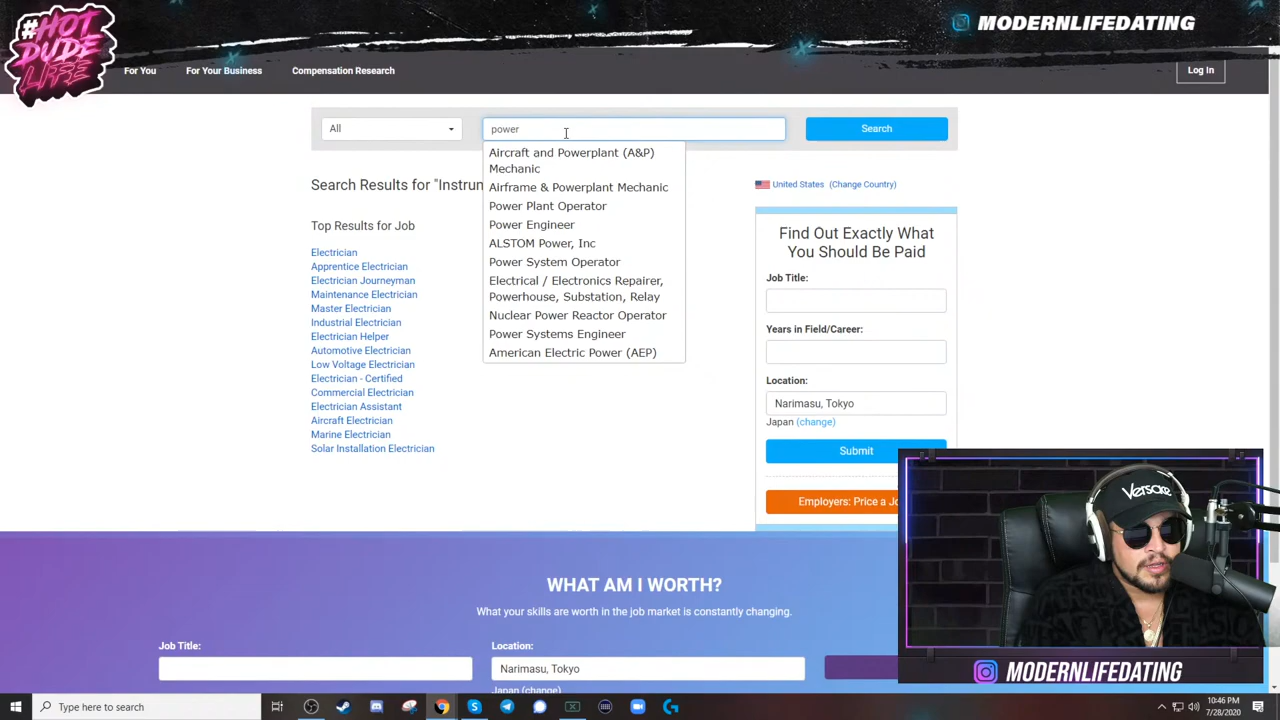 #HOT
DUDE
LIFE
MODERNLIFEDATING
For You
For Your Business
Compensation Research
Log In
All
power
Search
Aircraft and Powerplant (A&P)
Mechanic
Airframe & Powerplant Mechanic
Power Plant Operator
Power Engineer
ALSTOM Power, Inc
Power System Operator
Electrical / Electronics Repairer,
Powerhouse, Substation, Relay
Nuclear Power Reactor Operator
Power Systems Engineer
American Electric Power (AEP)
Search Results for "Instrum
Top Results for Job
Electrician
Apprentice Electrician
Electrician Journeyman
Maintenance Electrician
Master Electrician
Industrial Electrician
Electrician Helper
Automotive Electrician
Low Voltage Electrician
Electrician - Certified
Commercial Electrician
Electrician Assistant
Aircraft Electrician
Marine Electrician
Solar Installation Electrician
United States (Change Country)
Find Out Exactly What
You Should Be Paid
Job Title:
Years in Field/Career:
Location:
Narimasu, Tokyo
Japan (change)
Submit
Employers: Price a Jo
WHAT AM I WORTH?
What your skills are worth in the job market is constantly changing.
Job Title:
Location:
Narimasu, Tokyo
Japan (change)
MODERNLIFEDATING
Type here to search
10:46 PM
7/28/2020